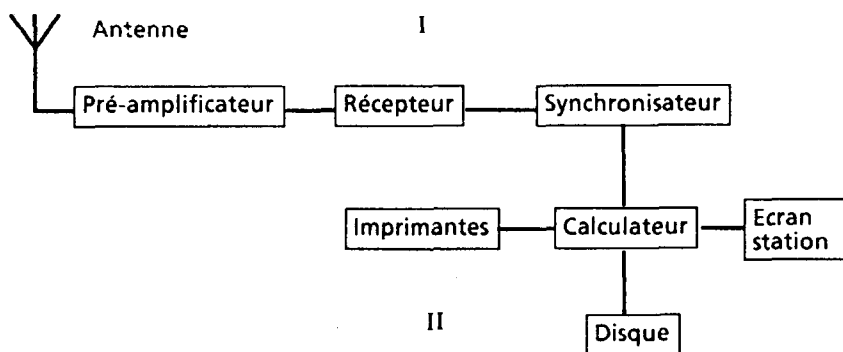 Antenne
I
Pré-amplificateur
Récepteur
Synchronisateur
Imprimantes
Calculateur
Ecran
station
II
Disque